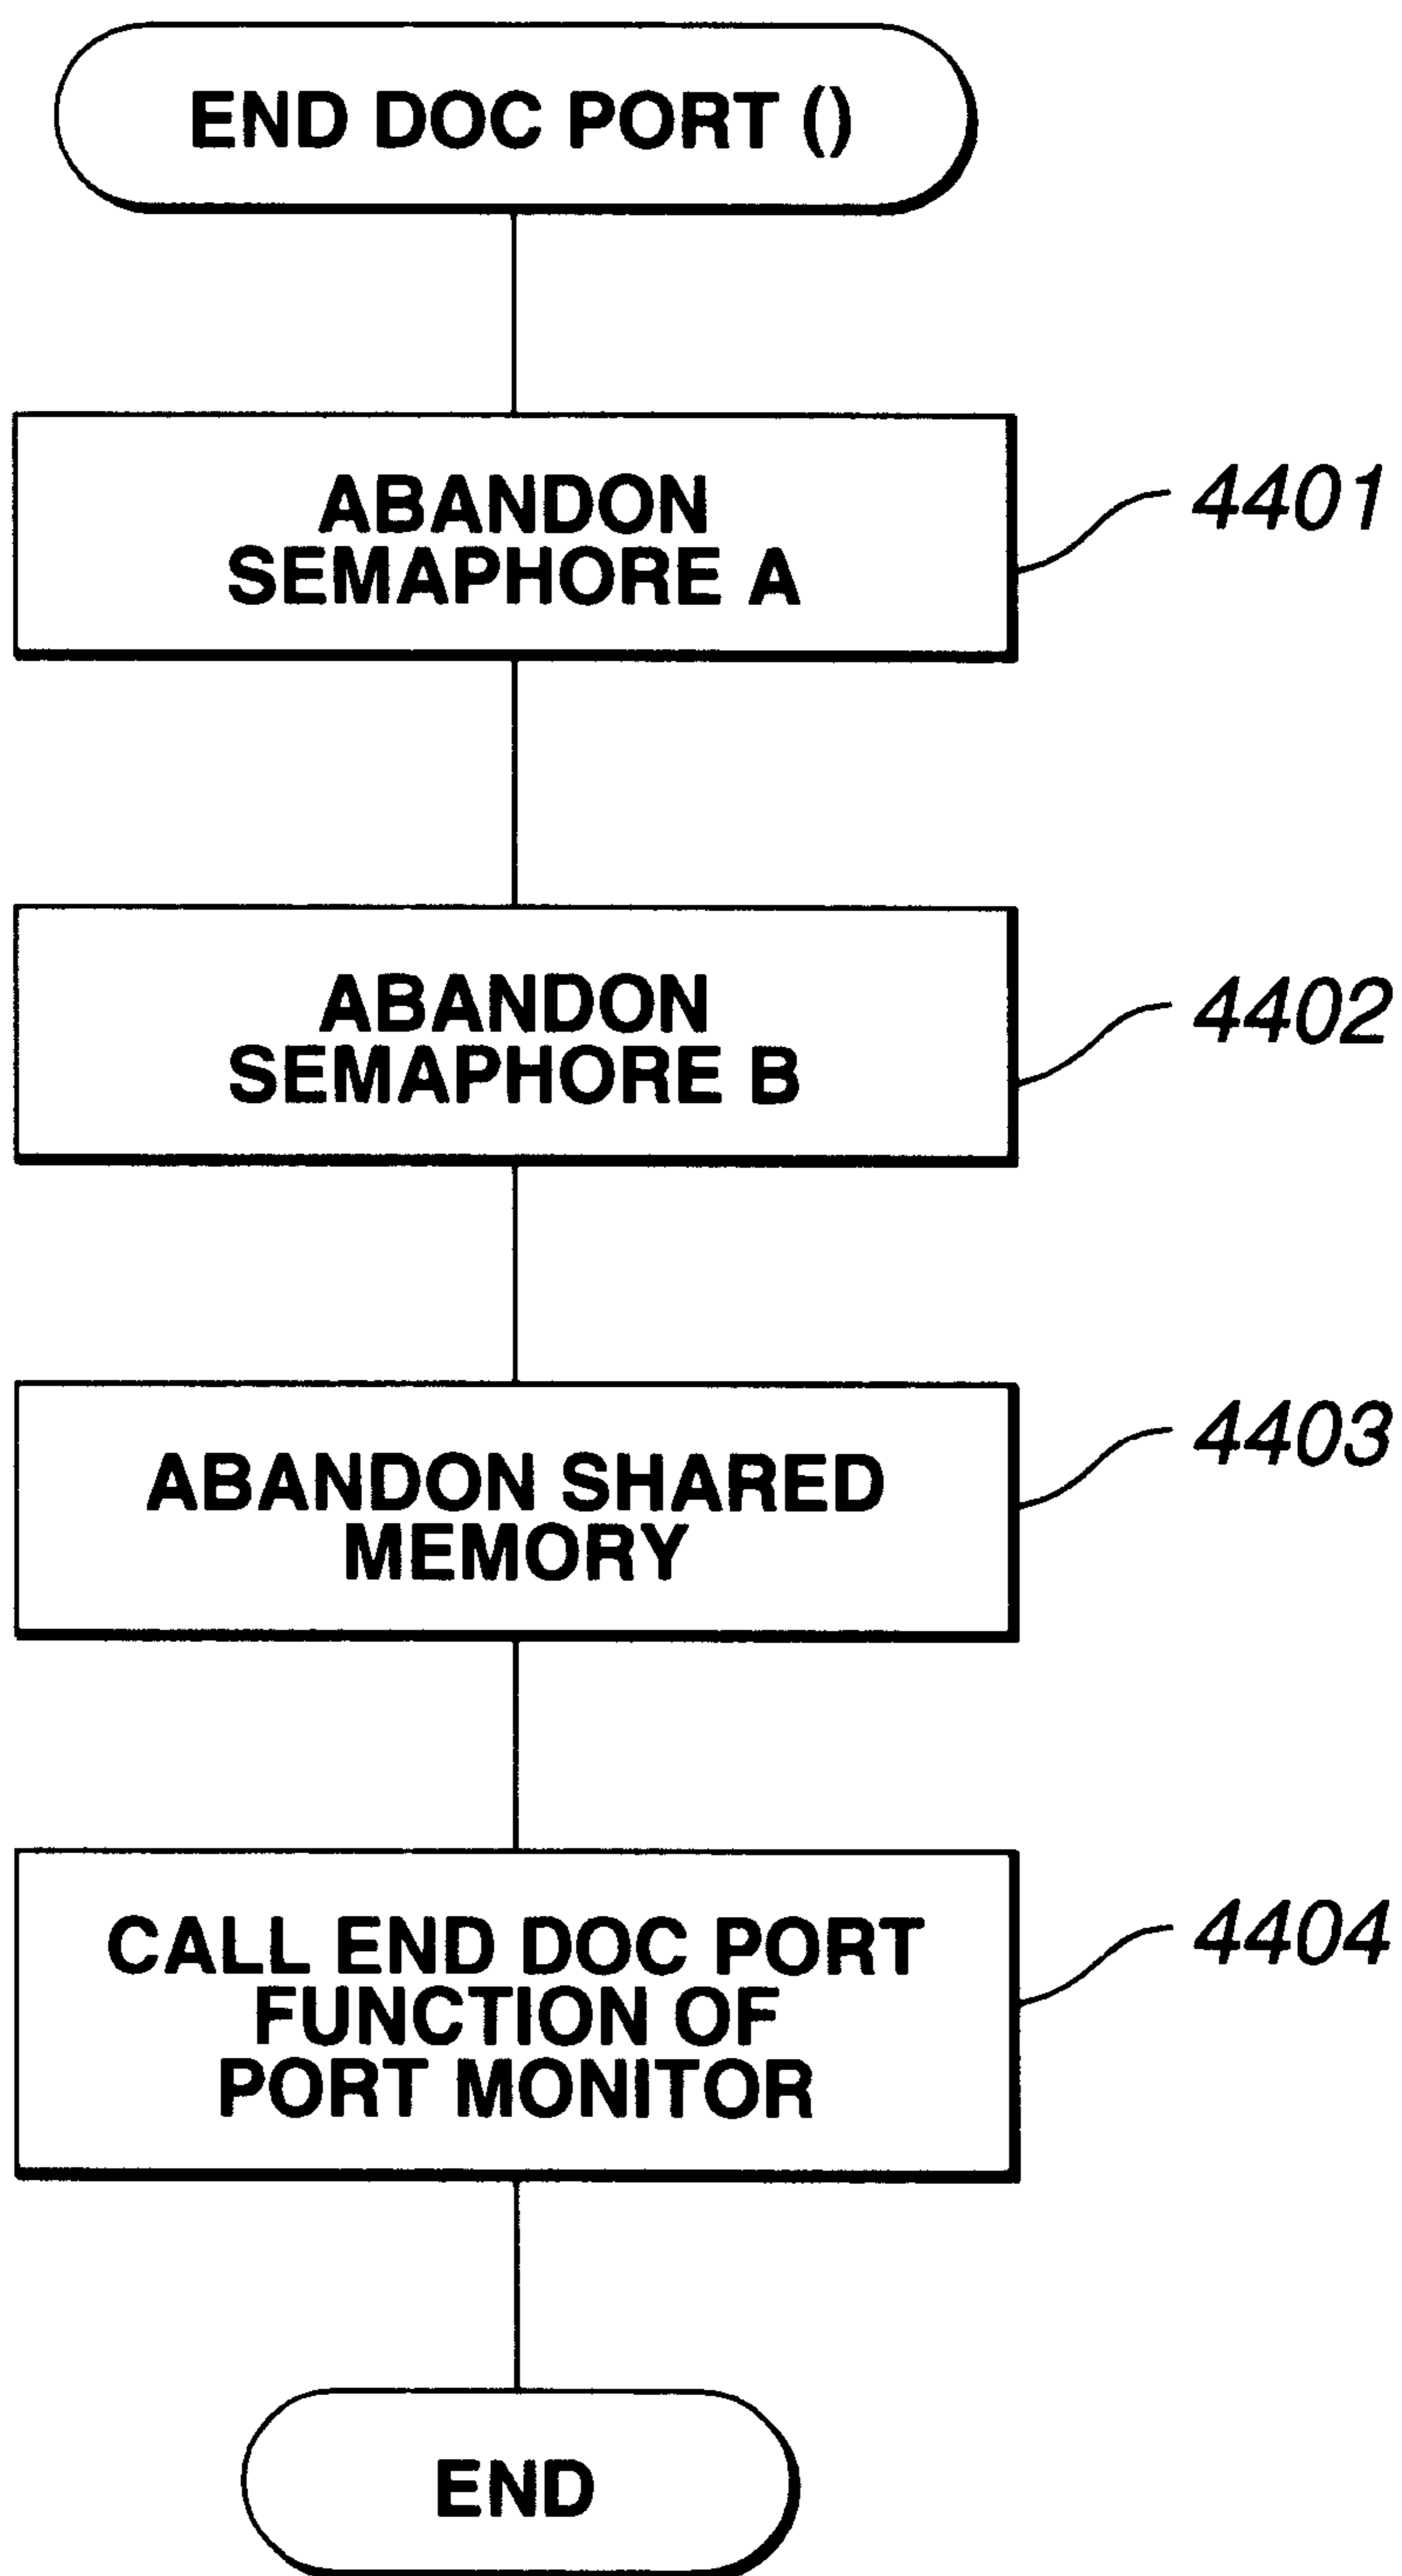 END DOC PORT ()
ABANDON
SEMAPHORE A
4401
ABANDON
SEMAPHORE B
4402
ABANDON SHARED
MEMORY
4403
CALL END DOC PORT
FUNCTION OF
PORT MONITOR
4404
END